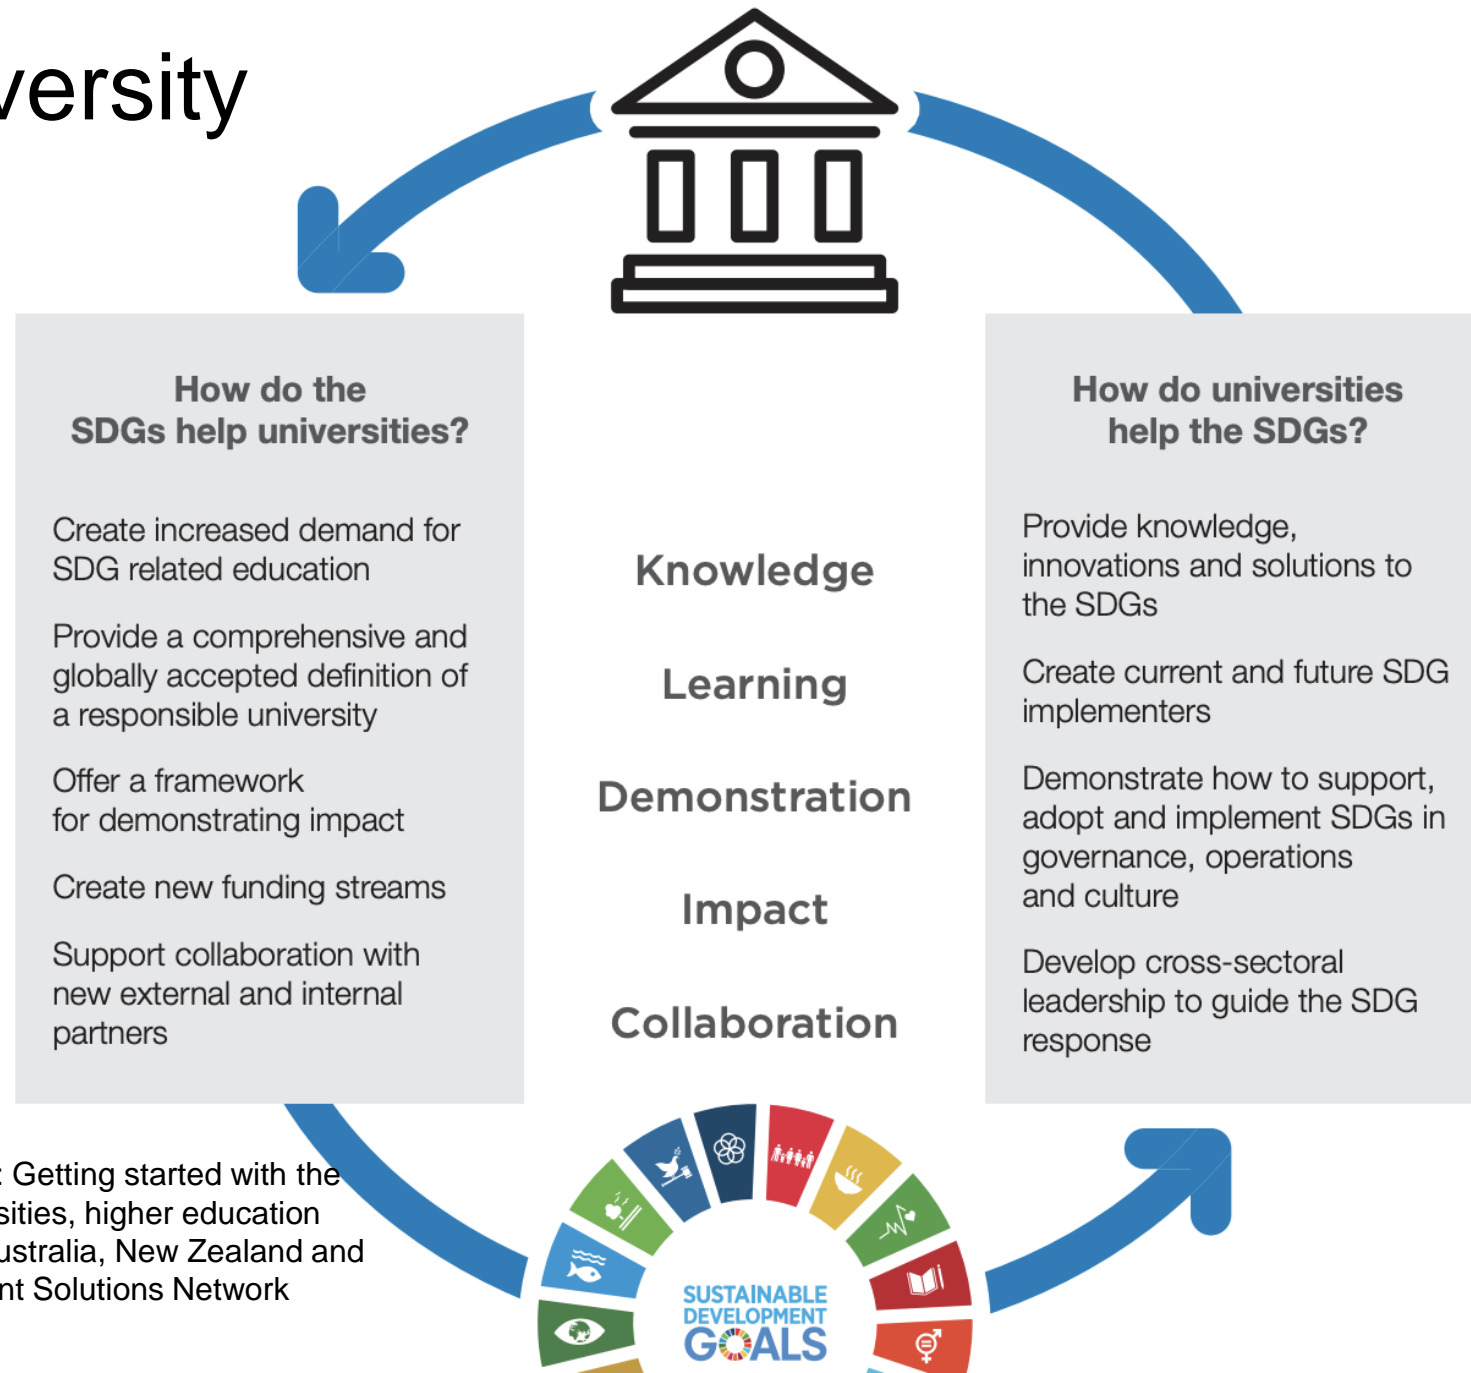 versity
How do the
SDGs help universities?
Create increased demand for
SDG related education
Provide a comprehensive and
globally accepted definition of
a responsible university
Offer a framework
for demonstrating impact
Create new funding streams
Support collaboration with
new external and internal
partners
Knowledge
Learning
Demonstration
Impact
Collaboration
How do universities
help the SDGs?
Provide knowledge,
innovations and solutions to
the SDGs
Create current and future SDG
implementers
Demonstrate how to support,
adopt and implement SDGs in
governance, operations
and culture
Develop cross-sectoral
leadership to guide the SDG
response
: Getting started with the
sities, higher education
ustralia, New Zealand and
nt Solutions Network
SUSTAINABLE
DEVELOPMENT
GOALS